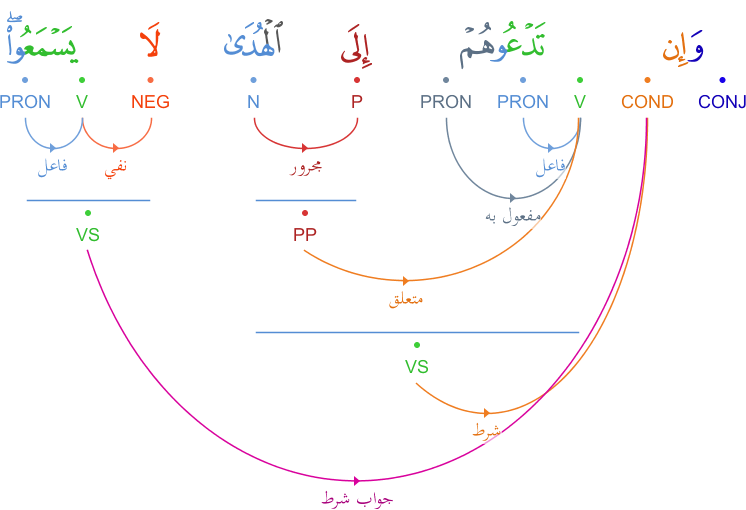 وَإِن تَدْعُوهُمْ إِلَى ٱلْهُدَىٰ لَا يَسْمَعُوا۟ ۖ
CONJ COND V PRON PRON P N NEG V PRON
فاعل مجرور نفي فاعل
مفعول به
VS PP
متعلق
VS
شرط
جواب شرط